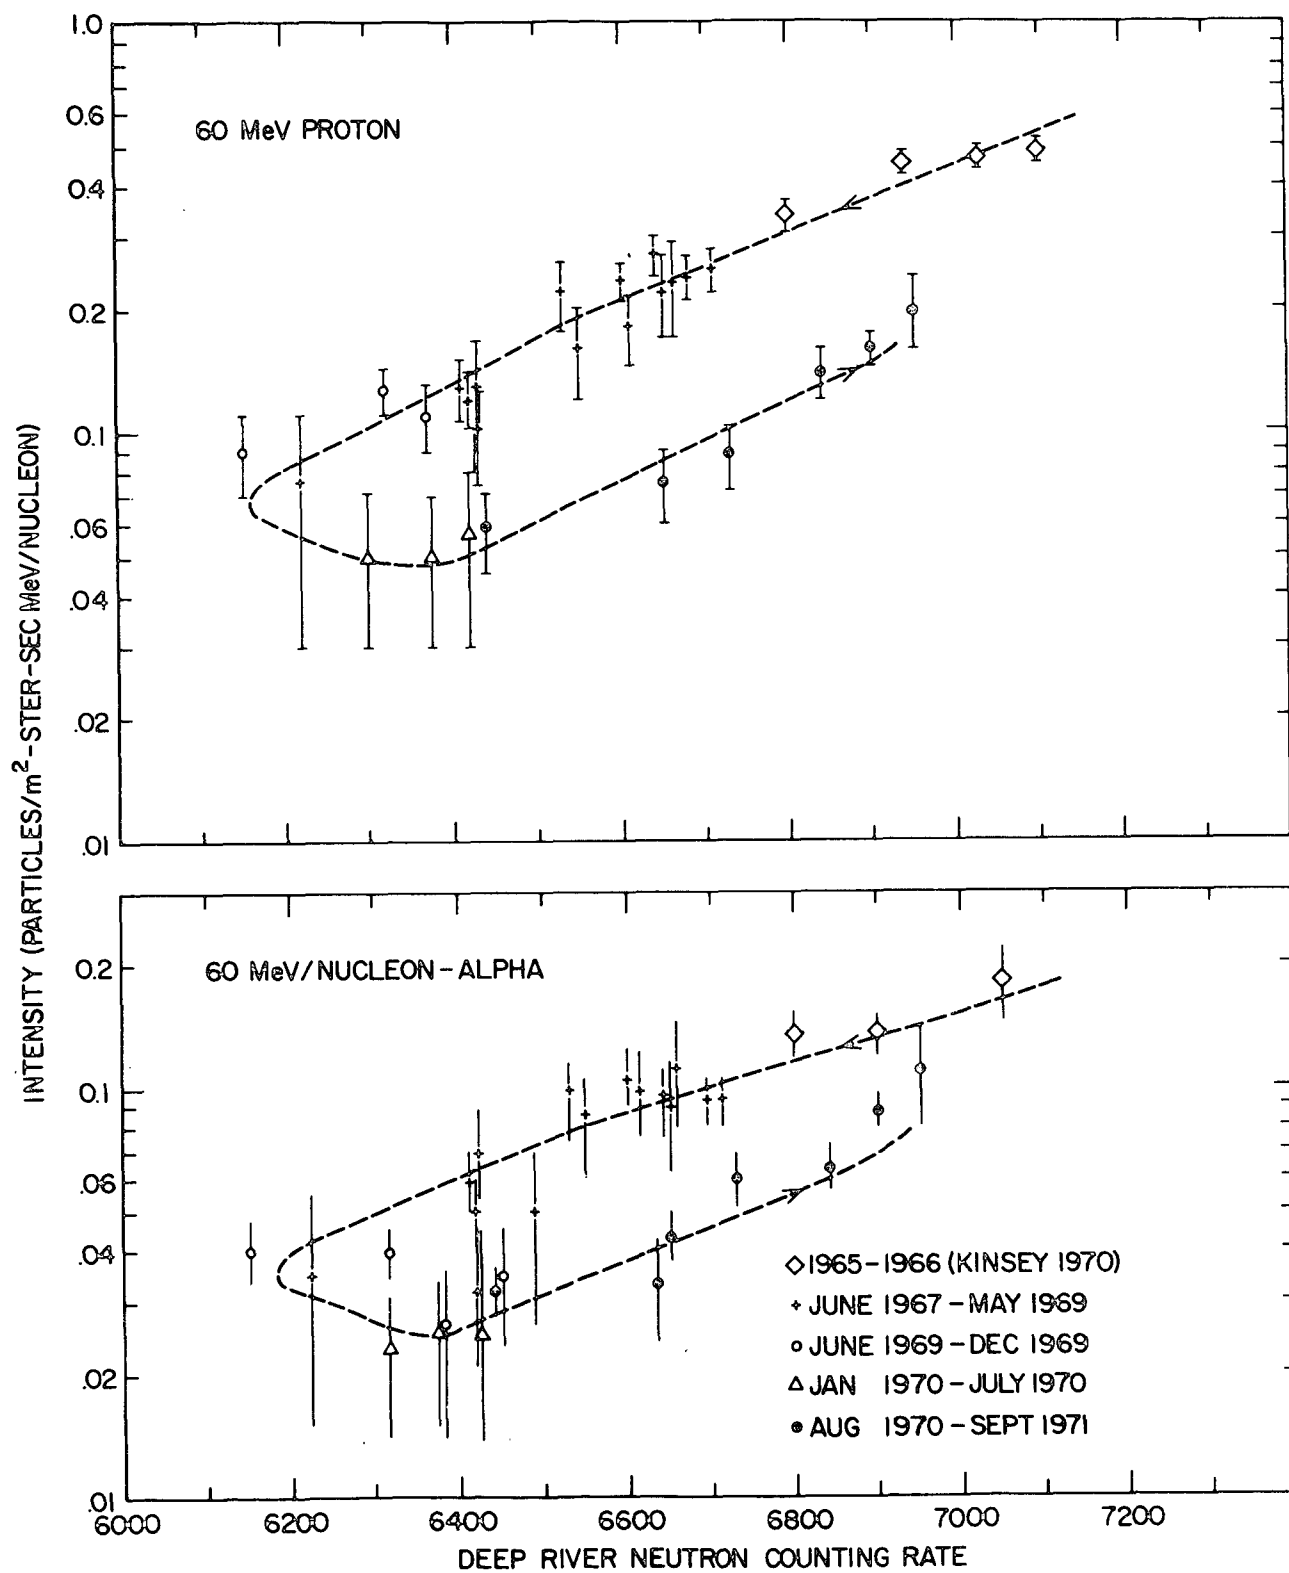 1.0
0.6
0.4
0.2
0.1
.06
.04
.02
.01
60 MeV PROTON
INTENSITY (PARTICLES/m²-STER-SEC MeV/NUCLEON)
60 MeV/NUCLEON-ALPHA
0.2
0.1
.06
.04
.02
.01
1965-1966 (KINSEY 1970)
JUNE 1967-MAY 1969
JUNE 1969-DEC 1969
JAN 1970-JULY 1970
AUG 1970-SEPT 1971
6000 6200 6400 6600 6800 7000 7200
DEEP RIVER NEUTRON COUNTING RATE